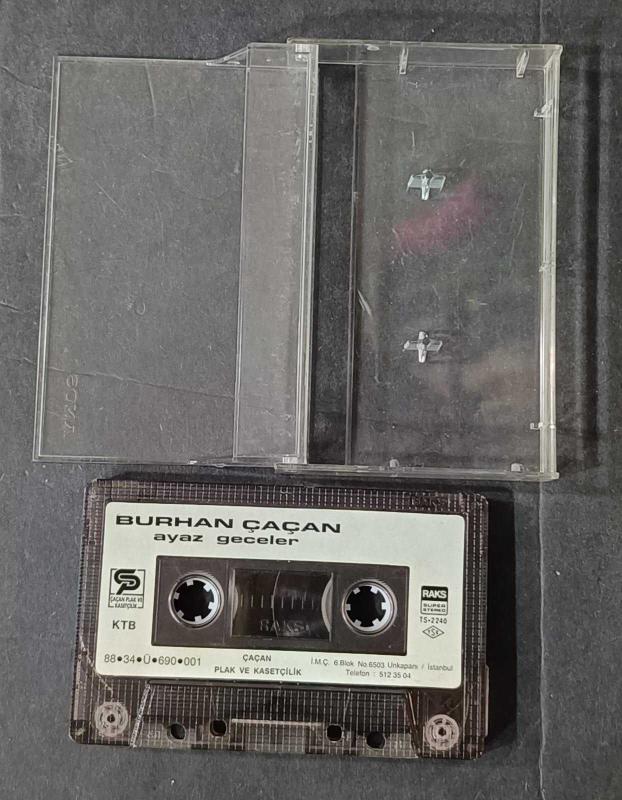 BURHAN ÇAÇAN
ayaz geceler
ÇAÇAN PLAK VE
KASETÇİLİK
KTB
RAKS
RAKS
SUPER
STEREO
TS-2240
TSE
88•34•Ü•690•001
ÇAÇAN
PLAK VE KASETÇİLİK
İ.M.Ç. 6.Blok No.6503 Unkapanı / İstanbul
Telefon : 512 35 04